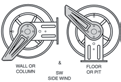 WALL OR
COLUMN
&
SW
SIDE WIND
FLOOR
OR PIT